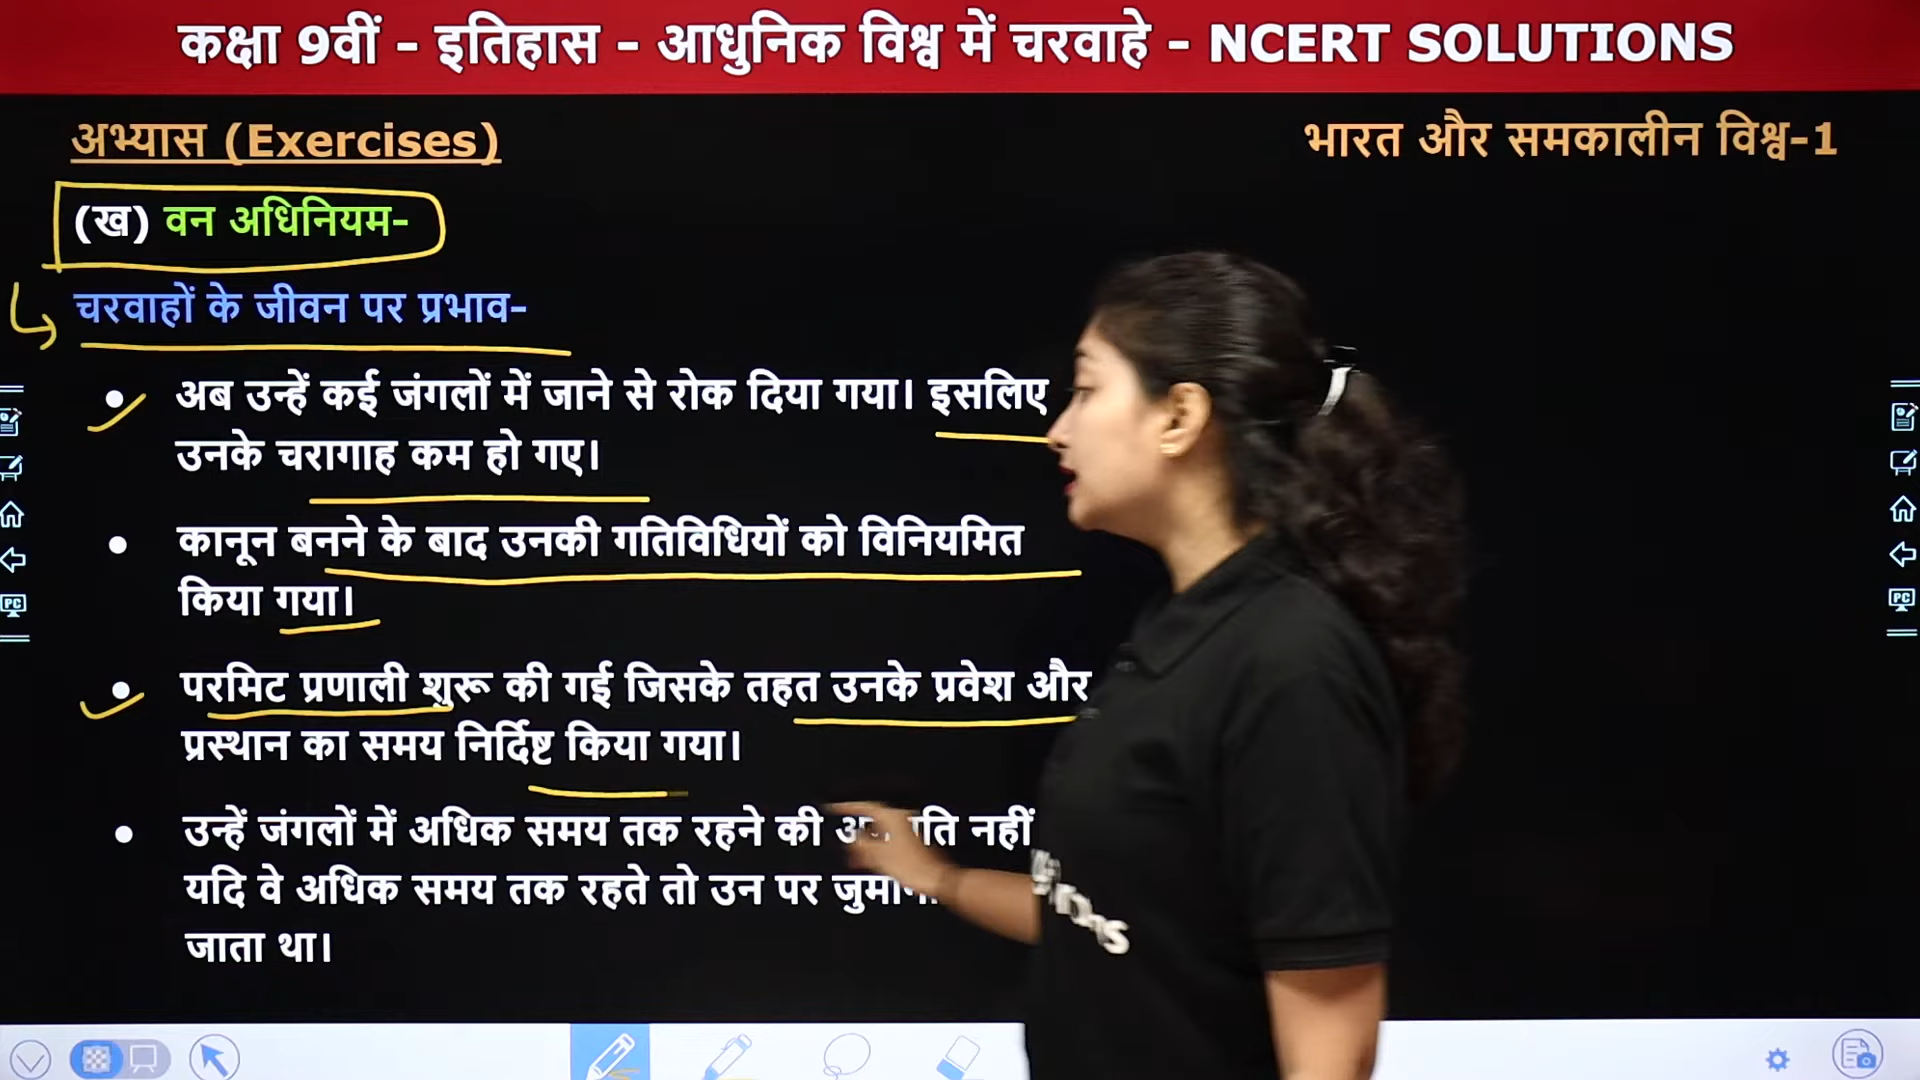 कक्षा 9वीं - इतिहास - आधुनिक विश्व में चरवाहे - NCERT SOLUTIONS
अभ्यास (Exercises)
भारत और समकालीन विश्व-1
(ख) वन अधिनियम-
चरवाहों के जीवन पर प्रभाव-
• अब उन्हें कई जंगलों में जाने से रोक दिया गया। इसलिए
उनके चरागाह कम हो गए।
• कानून बनने के बाद उनकी गतिविधियों को विनियमित
किया गया।
• परमिट प्रणाली शुरू की गई जिसके तहत उनके प्रवेश और
प्रस्थान का समय निर्दिष्ट किया गया।
• उन्हें जंगलों में अधिक समय तक रहने की नहीं
यदि वे अधिक समय तक रहते तो उन पर
जाता था।
PC
PC